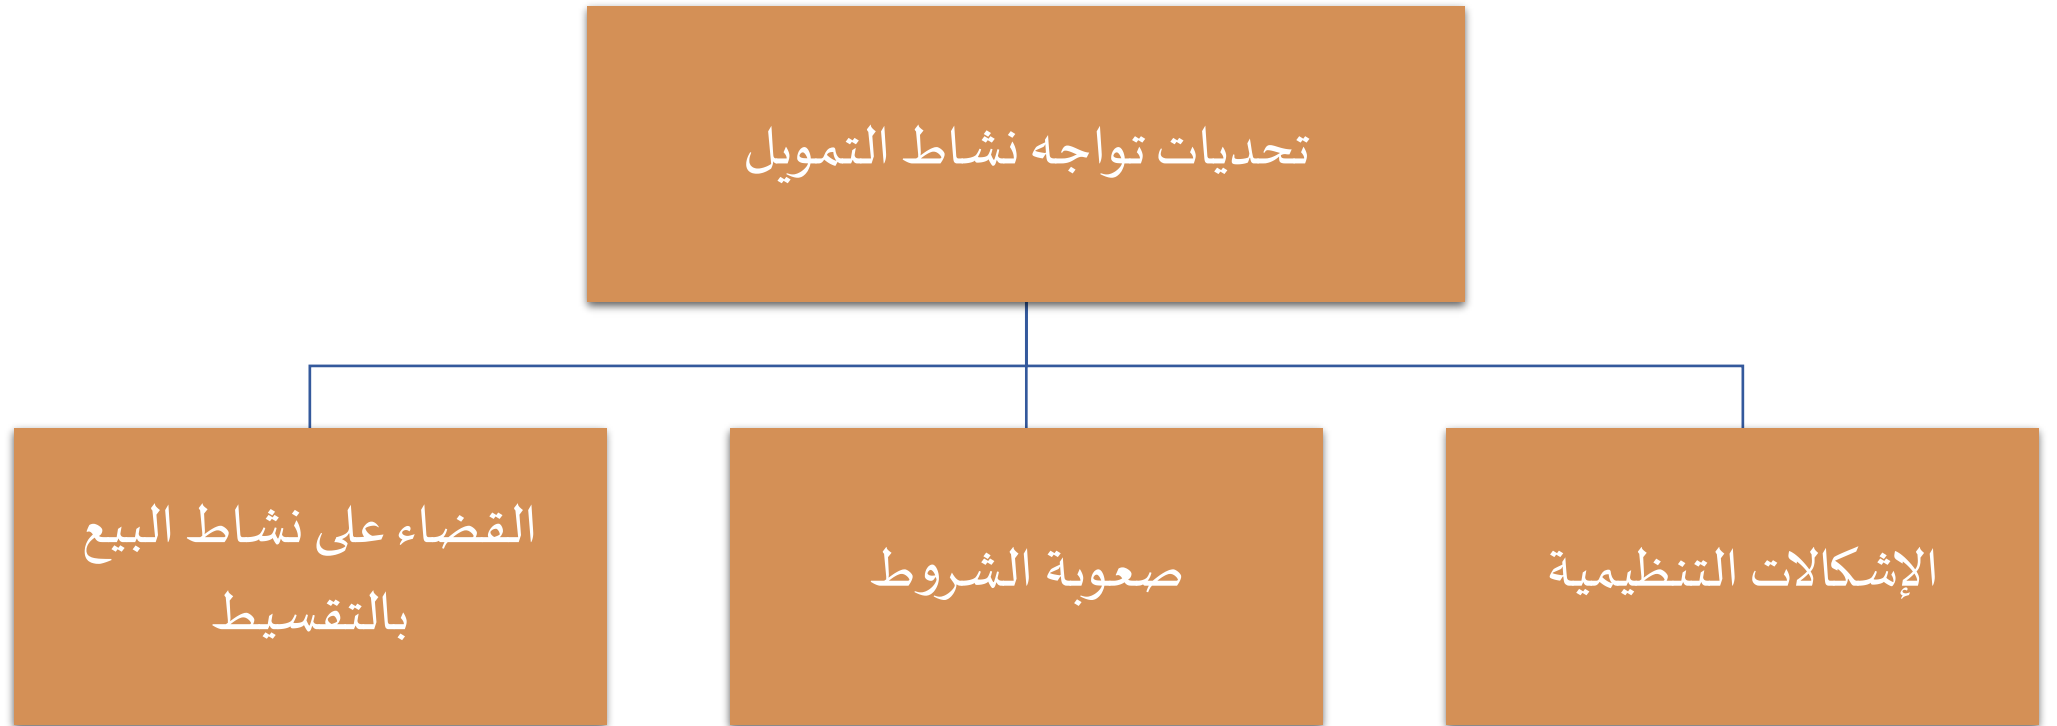 تحديات تواجه نشاط التمويل
الإشكالات التنظيمية
صعوبة الشروط
القضاء على نشاط البيع
بالتقسيط